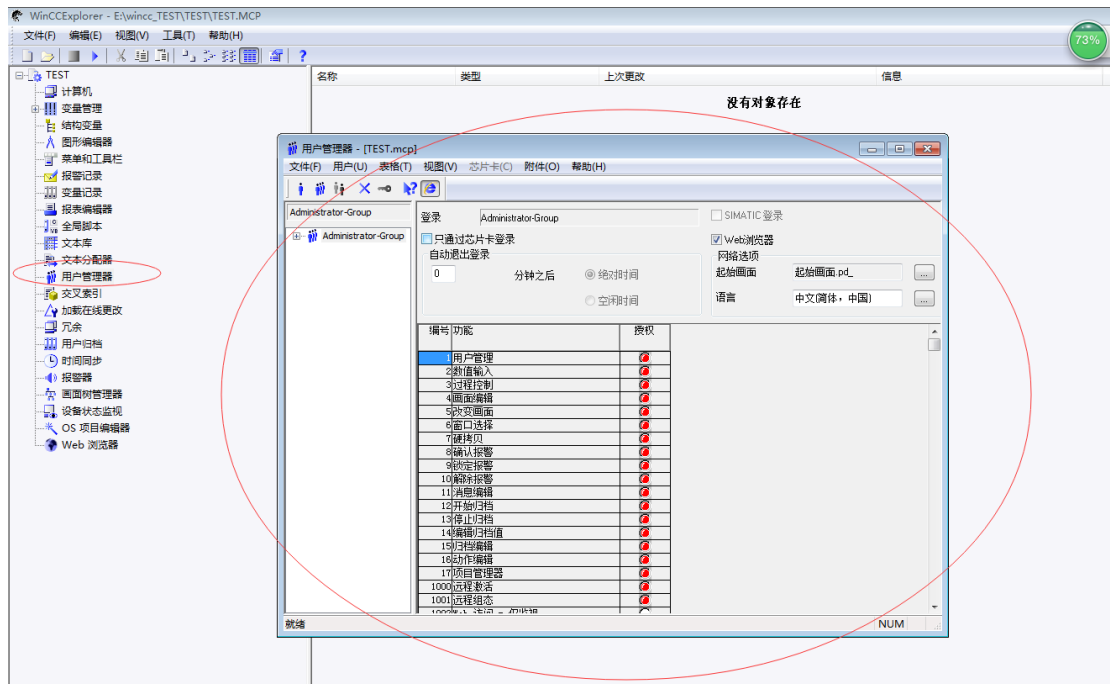 WinCCExplorer - E:\wincc_TEST\TEST\TEST.MCP
文件(F) 编辑(E) 视图(V) 工具(T) 帮助(H)
73%
TEST
计算机
变量管理
结构变量
图形编辑器
菜单和工具栏
报警记录
变量记录
报表编辑器
全局脚本
文本库
文本分配器
用户管理器
交叉索引
加载在线更改
冗余
用户归档
时间同步
报警器
画面树管理器
设备状态监视
OS 项目编辑器
Web 浏览器
名称 类型 上次更改 信息
没有对象存在
用户管理器 - [TEST.mcp]
文件(F) 用户(U) 表格(T) 视图(V) 芯片卡(C) 附件(O) 帮助(H)
Administrator-Group
Administrator-Group
登录 Administrator-Group
SIMATIC 登录
只通过芯片卡登录
Web浏览器
自动退出登录
0 分钟之后
绝对时间
空闲时间
网络选项
起始画面 起始画面.pd_ ...
语言 中文(简体，中国) ...
编号 功能 授权
1 用户管理
2 数值输入
3 过程控制
4 画面编辑
5 改变画面
6 窗口选择
7 硬拷贝
8 确认报警
9 锁定报警
10 解除报警
11 消息编辑
12 开始归档
13 停止归档
14 编辑归档值
15 归档编辑
16 动作编辑
17 项目管理器
1000 远程激活
1001 远程组态
就绪 NUM